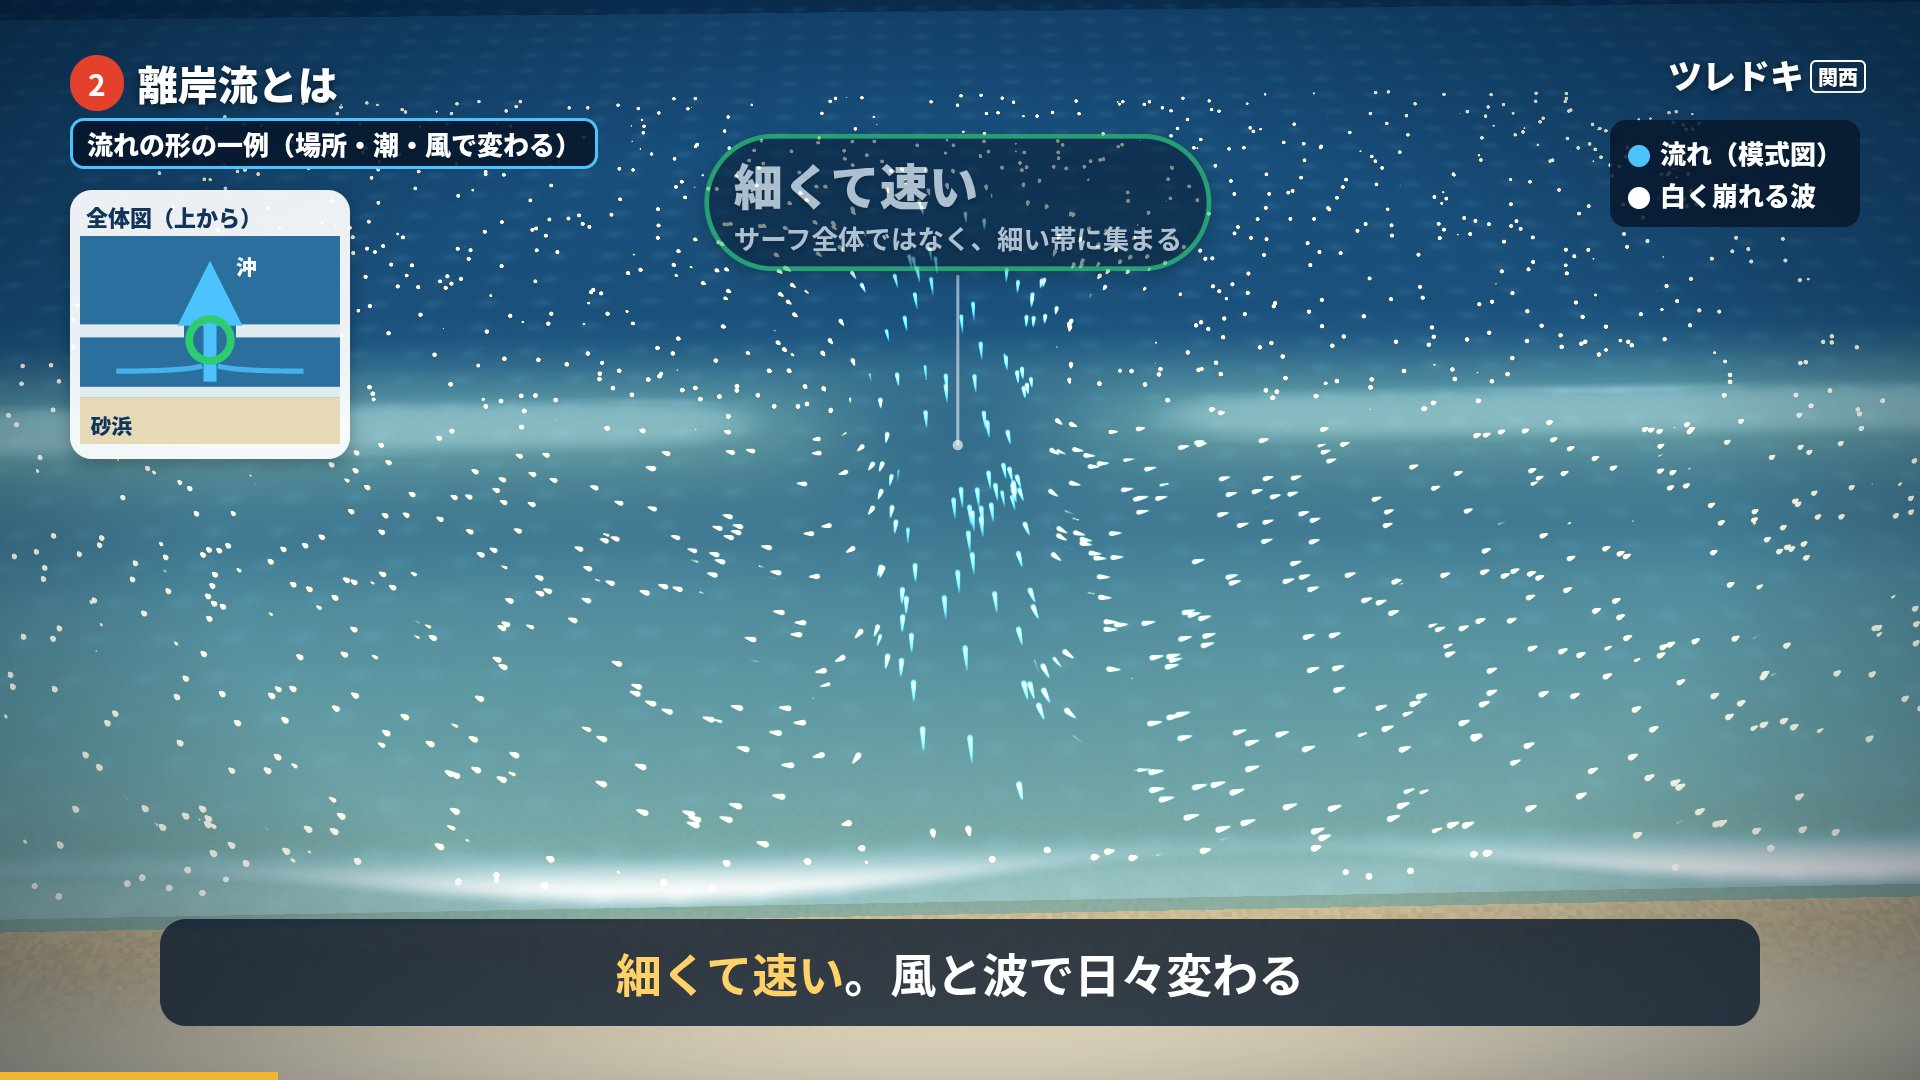 2 離岸流とは
流れの形の一例（場所・潮・風で変わる）
全体図（上から）
沖
砂浜
細くて速い
サーフ全体ではなく、細い帯に集まる
ツレドキ 関西
流れ（模式図）
白く崩れる波
細くて速い。風と波で日々変わる